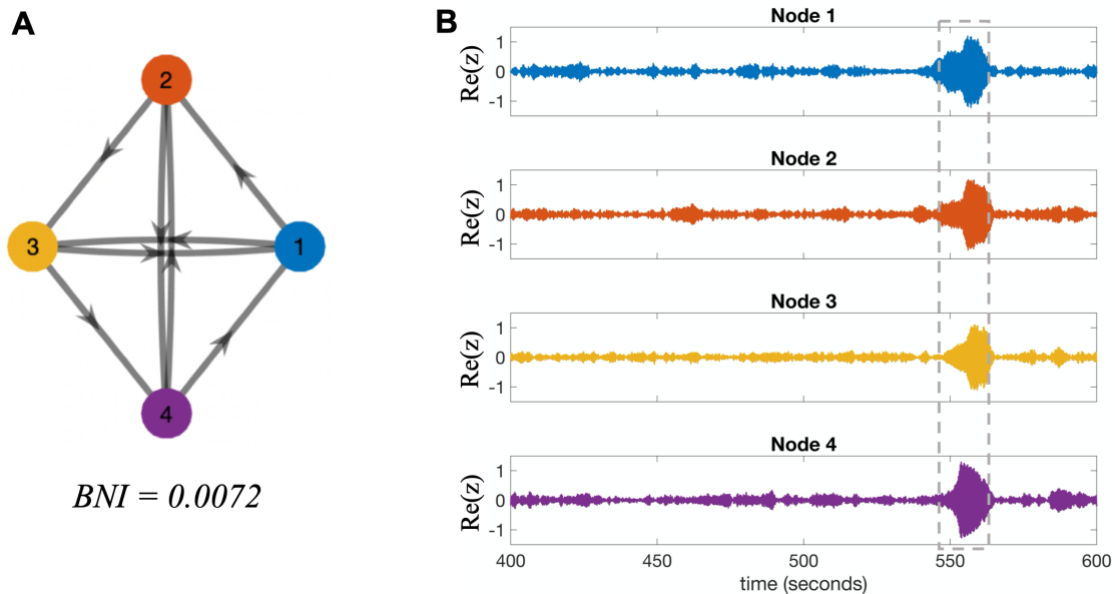 A
2
3
1
4
BNI = 0.0072
B
Node 1
Re(z)
1
0
-1
Node 2
Re(z)
1
0
-1
Node 3
Re(z)
1
0
-1
Node 4
Re(z)
1
0
-1
400 450 500 550 600
time (seconds)